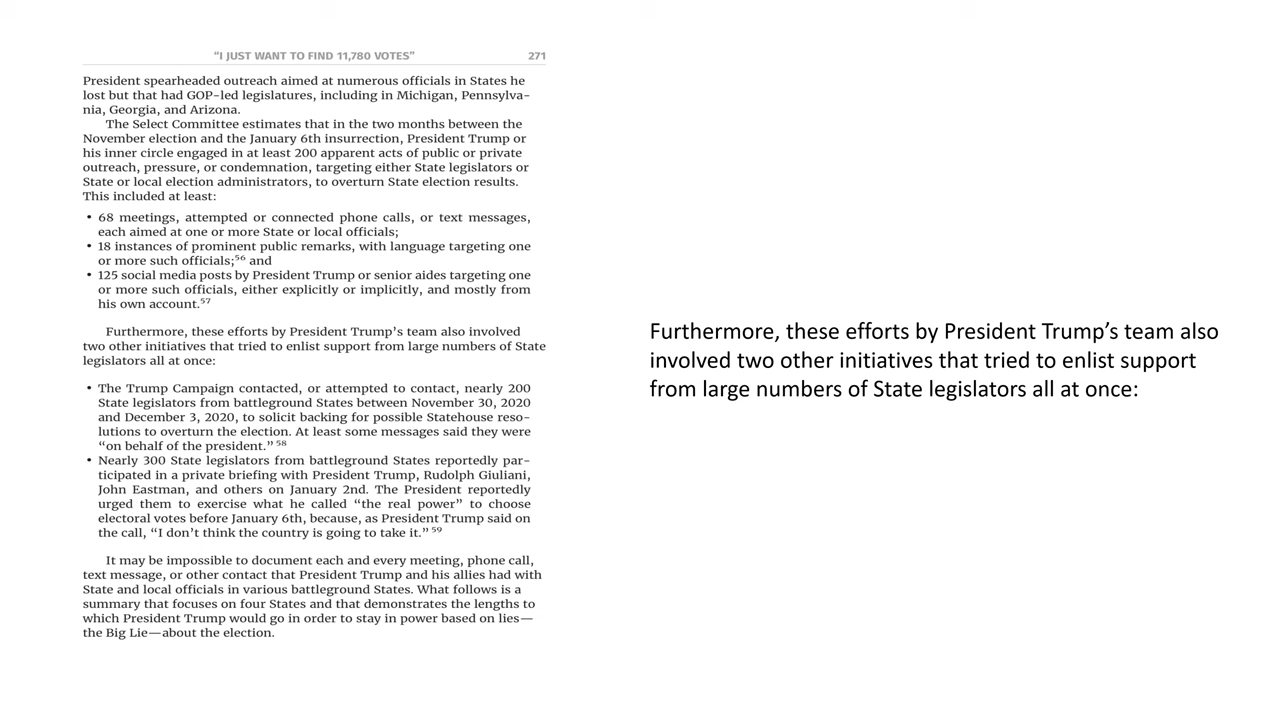 “I JUST WANT TO FIND 11,780 VOTES” 271
President spearheaded outreach aimed at numerous officials in States he
lost but that had GOP-led legislatures, including in Michigan, Pennsylva-
nia, Georgia, and Arizona.
The Select Committee estimates that in the two months between the
November election and the January 6th insurrection, President Trump or
his inner circle engaged in at least 200 apparent acts of public or private
outreach, pressure, or condemnation, targeting either State legislators or
State or local election administrators, to overturn State election results.
This included at least:
• 68 meetings, attempted or connected phone calls, or text messages,
each aimed at one or more State or local officials;
• 18 instances of prominent public remarks, with language targeting one
or more such officials;56 and
• 125 social media posts by President Trump or senior aides targeting one
or more such officials, either explicitly or implicitly, and mostly from
his own account.57
Furthermore, these efforts by President Trump’s team also involved
two other initiatives that tried to enlist support from large numbers of State
legislators all at once:
• The Trump Campaign contacted, or attempted to contact, nearly 200
State legislators from battleground States between November 30, 2020
and December 3, 2020, to solicit backing for possible Statehouse reso-
lutions to overturn the election. At least some messages said they were
“on behalf of the president.” 58
• Nearly 300 State legislators from battleground States reportedly par-
ticipated in a private briefing with President Trump, Rudolph Giuliani,
John Eastman, and others on January 2nd. The President reportedly
urged them to exercise what he called “the real power” to choose
electoral votes before January 6th, because, as President Trump said on
the call, “I don’t think the country is going to take it.” 59
It may be impossible to document each and every meeting, phone call,
text message, or other contact that President Trump and his allies had with
State and local officials in various battleground States. What follows is a
summary that focuses on four States and that demonstrates the lengths to
which President Trump would go in order to stay in power based on lies—
the Big Lie—about the election.
Furthermore, these efforts by President Trump’s team also
involved two other initiatives that tried to enlist support
from large numbers of State legislators all at once: